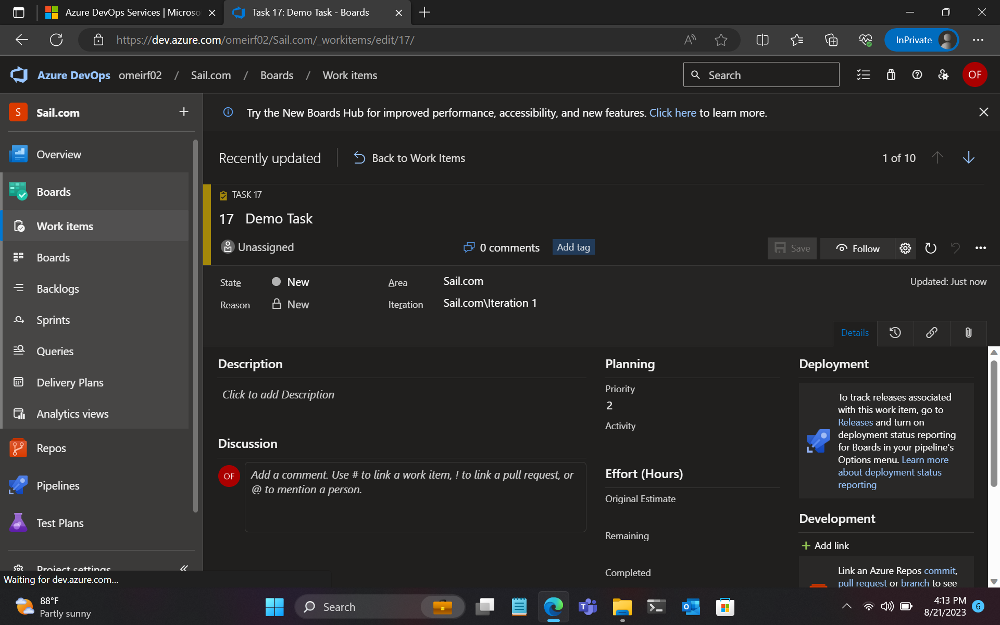 Azure DevOps Services | Microso
Task 17: Demo Task - Boards
https://dev.azure.com/omeirf02/Sail.com/_workitems/edit/17/
InPrivate
Azure DevOps omeirf02 / Sail.com / Boards / Work items
Search
OF
S Sail.com
Try the New Boards Hub for improved performance, accessibility, and new features. Click here to learn more.
Overview
Boards
Work items
Boards
Backlogs
Sprints
Queries
Delivery Plans
Analytics views
Repos
Pipelines
Test Plans
Project settings
Waiting for dev.azure.com...
Recently updated
Back to Work Items
1 of 10
TASK 17
17 Demo Task
Unassigned
0 comments
Add tag
Save
Follow
State
New
Area
Sail.com
Updated: Just now
Reason
New
Iteration
Sail.com\Iteration 1
Details
Description
Click to add Description
Discussion
OF
Add a comment. Use # to link a work item, ! to link a pull request, or
@ to mention a person.
Planning
Priority
2
Activity
Effort (Hours)
Original Estimate
Remaining
Completed
Deployment
To track releases associated
with this work item, go to
Releases and turn on
deployment status reporting
for Boards in your pipeline's
Options menu. Learn more
about deployment status
reporting
Development
+ Add link
Link an Azure Repos commit,
pull request or branch to see
88°F
Partly sunny
Search
4:13 PM
8/21/2023
6